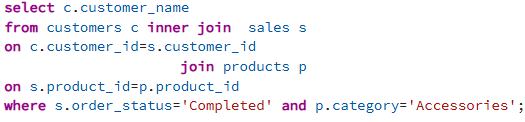 select c.customer_name
from customers c inner join  sales s
on c.customer_id=s.customer_id
                      join products p
on s.product_id=p.product_id
where s.order_status='Completed' and p.category='Accessories';